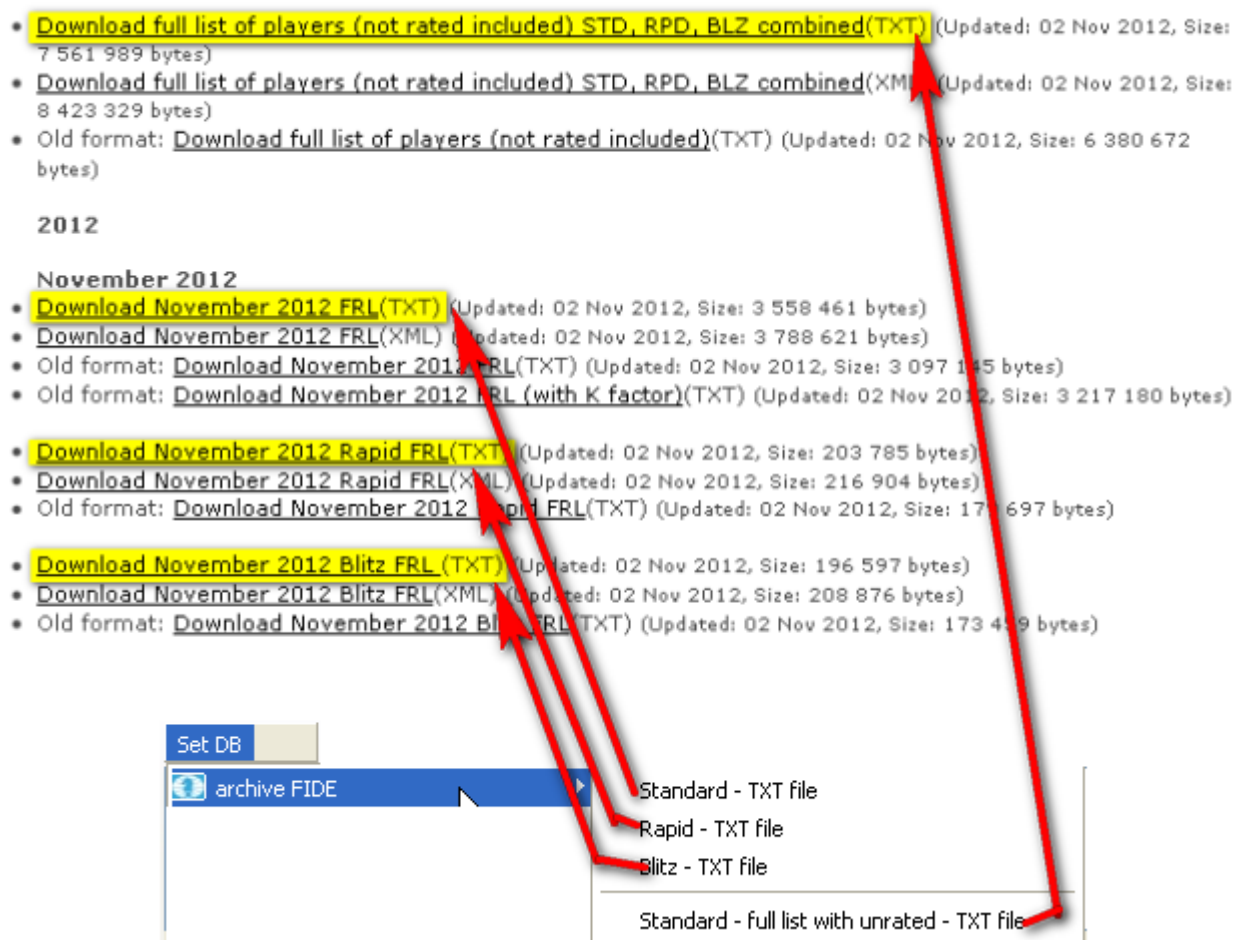 • Download full list of players (not rated included) STD, RPD, BLZ combined(TXT) (Updated: 02 Nov 2012, Size:
7 561 989 bytes)
• Download full list of players (not rated included) STD, RPD, BLZ combined(XML) (Updated: 02 Nov 2012, Size:
8 423 329 bytes)
• Old format: Download full list of players (not rated included)(TXT) (Updated: 02 Nov 2012, Size: 6 380 672
bytes)
2012
November 2012
• Download November 2012 FRL(TXT) (Updated: 02 Nov 2012, Size: 3 558 461 bytes)
• Download November 2012 FRL(XML) (Updated: 02 Nov 2012, Size: 3 788 621 bytes)
• Old format: Download November 2012 FRL(TXT) (Updated: 02 Nov 2012, Size: 3 097 145 bytes)
• Old format: Download November 2012 FRL (with K factor)(TXT) (Updated: 02 Nov 2012, Size: 3 217 180 bytes)
• Download November 2012 Rapid FRL(TXT) (Updated: 02 Nov 2012, Size: 203 785 bytes)
• Download November 2012 Rapid FRL(XML) (Updated: 02 Nov 2012, Size: 216 904 bytes)
• Old format: Download November 2012 Rapid FRL(TXT) (Updated: 02 Nov 2012, Size: 697 bytes)
• Download November 2012 Blitz FRL (TXT) (Updated: 02 Nov 2012, Size: 196 597 bytes)
• Download November 2012 Blitz FRL(XML) (Updated: 02 Nov 2012, Size: 208 876 bytes)
• Old format: Download November 2012 Blitz FRL(TXT) (Updated: 02 Nov 2012, Size: 173 bytes)
Set DB
archive FIDE
Standard - TXT file
Rapid - TXT file
Blitz - TXT file
Standard - full list with unrated - TXT file